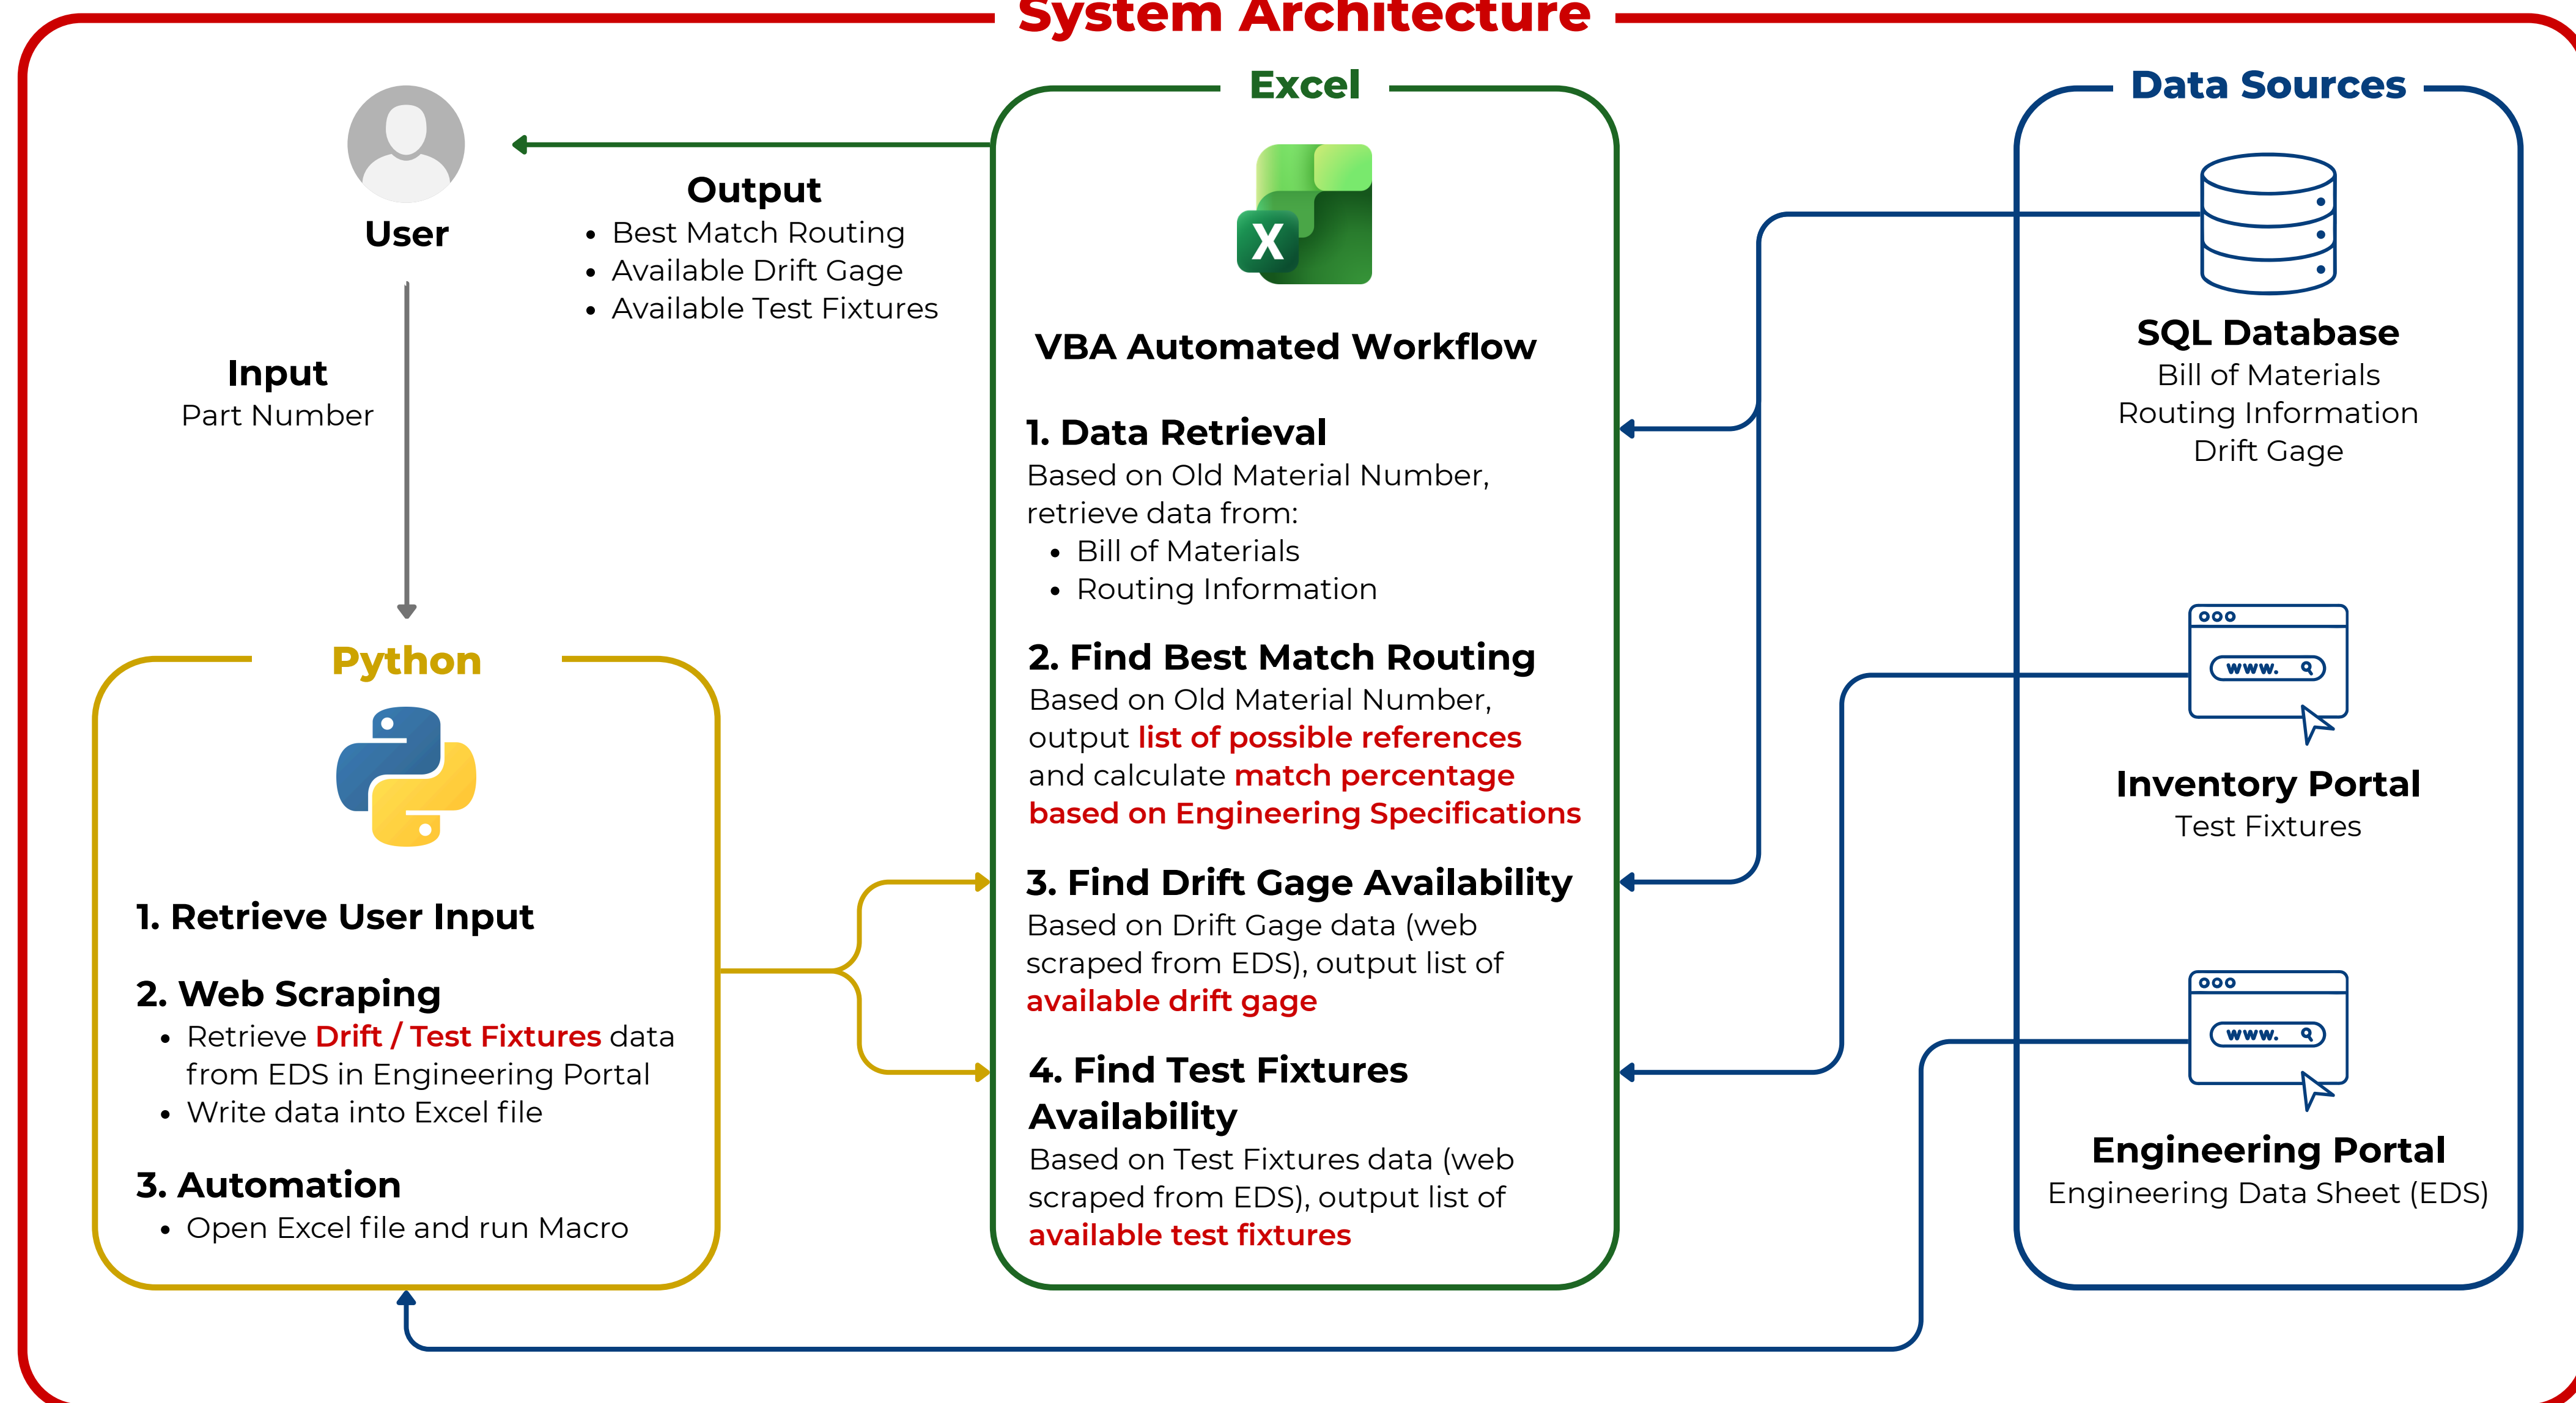 System Architecture
User
Output
• Best Match Routing
• Available Drift Gage
• Available Test Fixtures
Input
Part Number
Python
1. Retrieve User Input
2. Web Scraping
• Retrieve Drift / Test Fixtures data
from EDS in Engineering Portal
• Write data into Excel file
3. Automation
• Open Excel file and run Macro
Excel
X
VBA Automated Workflow
1. Data Retrieval
Based on Old Material Number,
retrieve data from:
• Bill of Materials
• Routing Information
2. Find Best Match Routing
Based on Old Material Number,
output list of possible references
and calculate match percentage
based on Engineering Specifications
3. Find Drift Gage Availability
Based on Drift Gage data (web
scraped from EDS), output list of
available drift gage
4. Find Test Fixtures
Availability
Based on Test Fixtures data (web
scraped from EDS), output list of
available test fixtures
Data Sources
SQL Database
Bill of Materials
Routing Information
Drift Gage
www.
Inventory Portal
Test Fixtures
www.
Engineering Portal
Engineering Data Sheet (EDS)